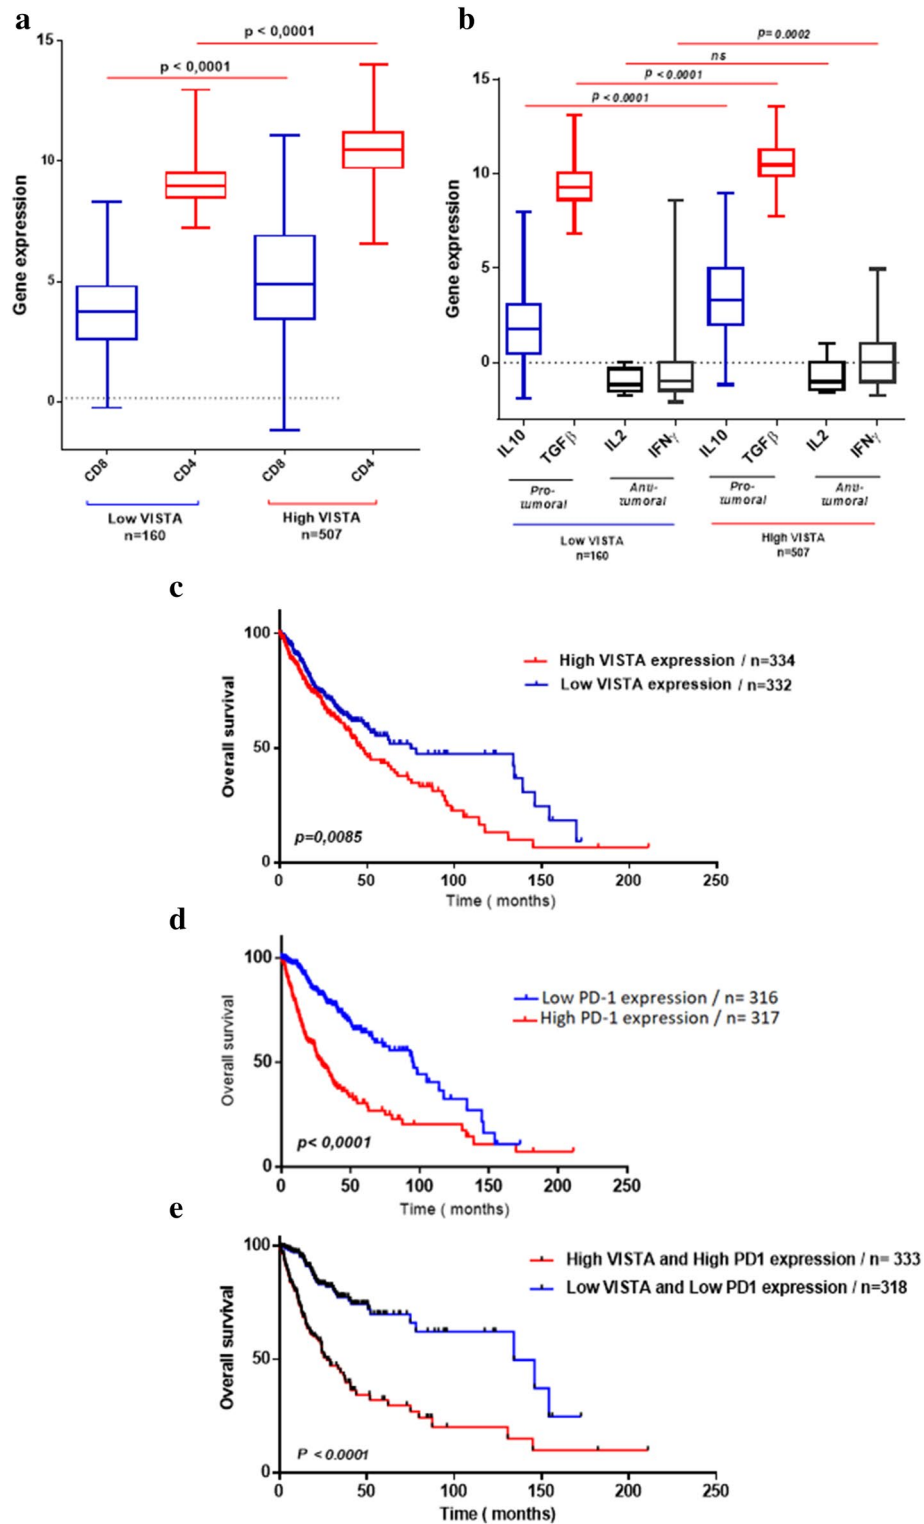 a
p < 0,0001
p < 0,0001
15
10
5
0
Gene expression
CD8
CD4
CD8
CD4
Low VISTA
n=160
High VISTA
n=507
b
p= 0.0002
ns
p < 0.0001
p < 0.0001
15
10
5
0
Gene expression
IL10
TGFβ
IL2
IFNγ
IL10
TGFβ
IL2
IFNγ
Pro-
tumoral
Anti-
tumoral
Pro-
tumoral
Anti-
tumoral
Low VISTA
n=160
High VISTA
n=507
c
100
50
0
Overall survival
High VISTA expression / n=334
Low VISTA expression / n=332
p=0,0085
0 50 100 150 200 250
Time ( months)
d
100
50
0
Overall survival
Low PD-1 expression / n= 316
High PD-1 expression / n= 317
p< 0,0001
0 50 100 150 200 250
Time ( months)
e
100
50
0
Overall survival
High VISTA and High PD1 expression / n= 333
Low VISTA and Low PD1 expression / n=318
P < 0.0001
0 50 100 150 200 250
Time ( months)